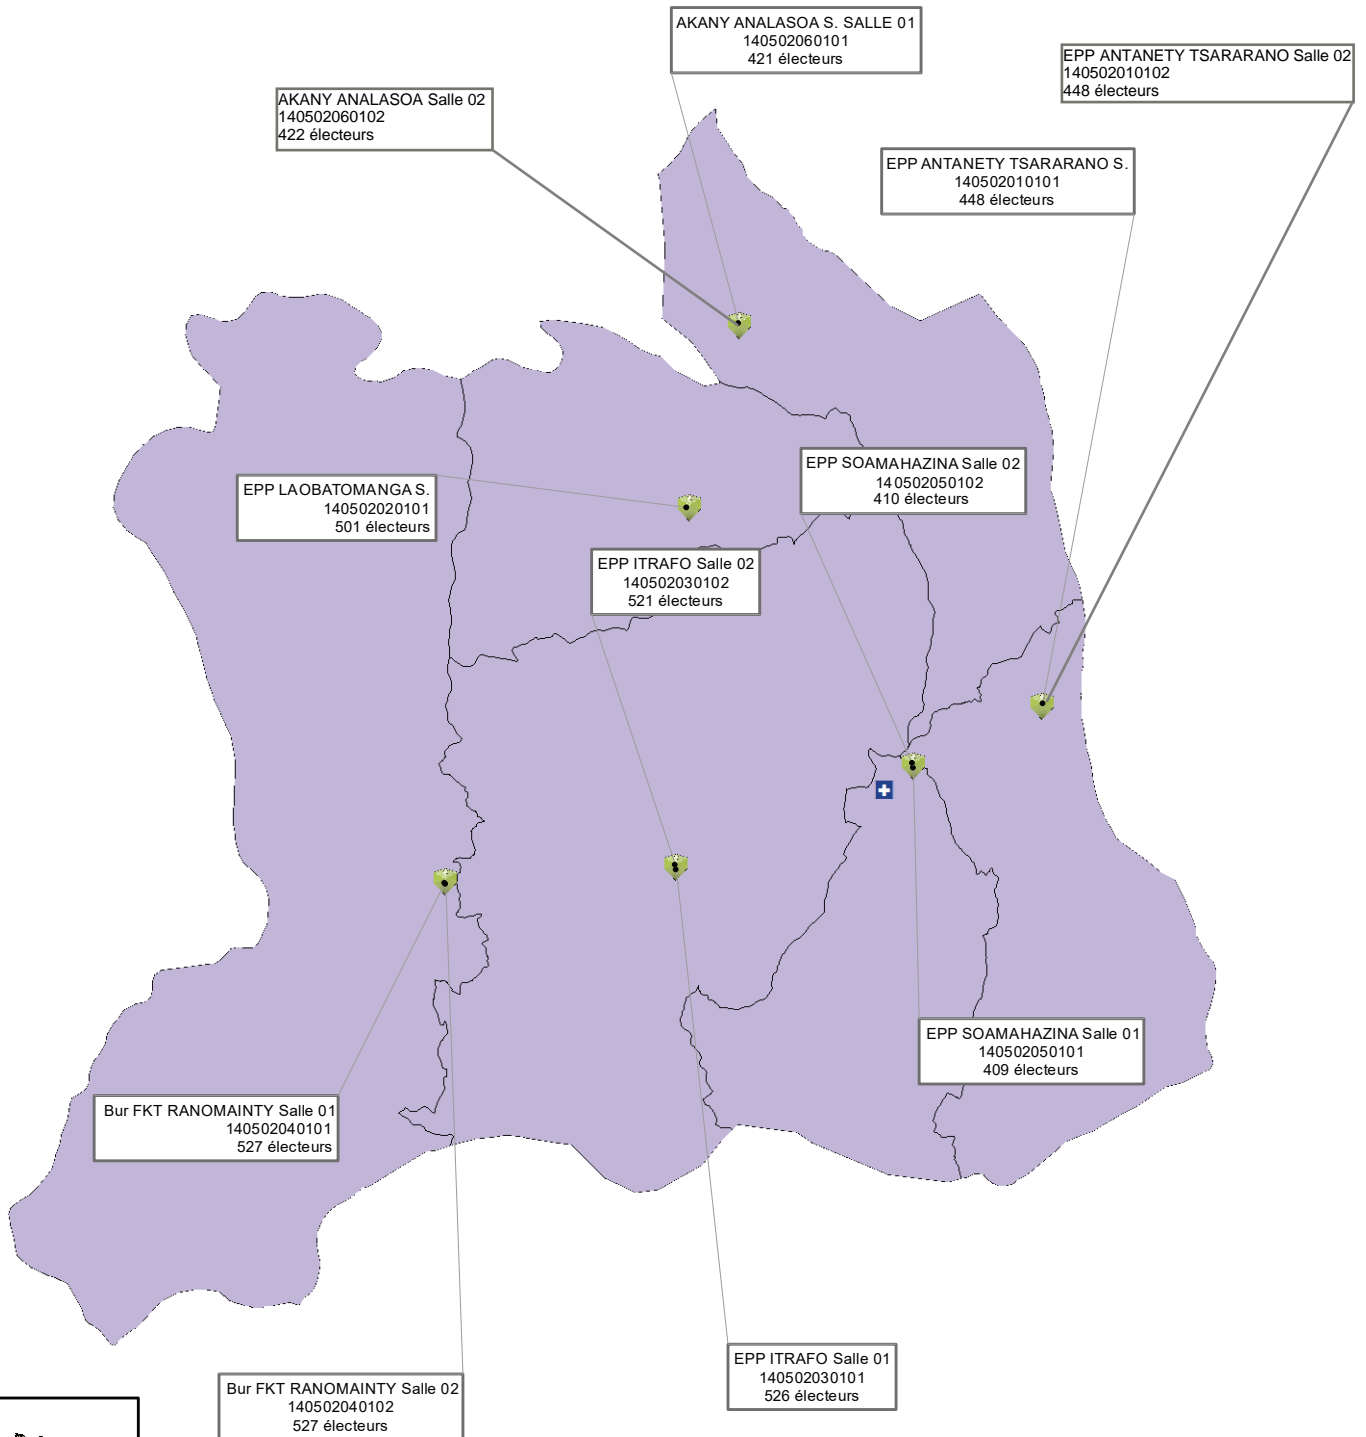 AKANY ANALASOA S. SALLE 01
140502060101
421 électeurs
EPP ANTANETY TSARARANO Salle 02
140502010102
448 électeurs
AKANY ANALASOA Salle 02
140502060102
422 électeurs
EPP ANTANETY TSARARANO S.
140502010101
448 électeurs
EPP SOAMAHAZINA Salle 02
140502050102
410 électeurs
EPP LAOBATOMANGA S.
140502020101
501 électeurs
EPP ITRAFO Salle 02
140502030102
521 électeurs
EPP SOAMAHAZINA Salle 01
140502050101
409 électeurs
Bur FKT RANOMAINTY Salle 01
140502040101
527 électeurs
EPP ITRAFO Salle 01
140502030101
526 électeurs
Bur FKT RANOMAINTY Salle 02
140502040102
527 électeurs